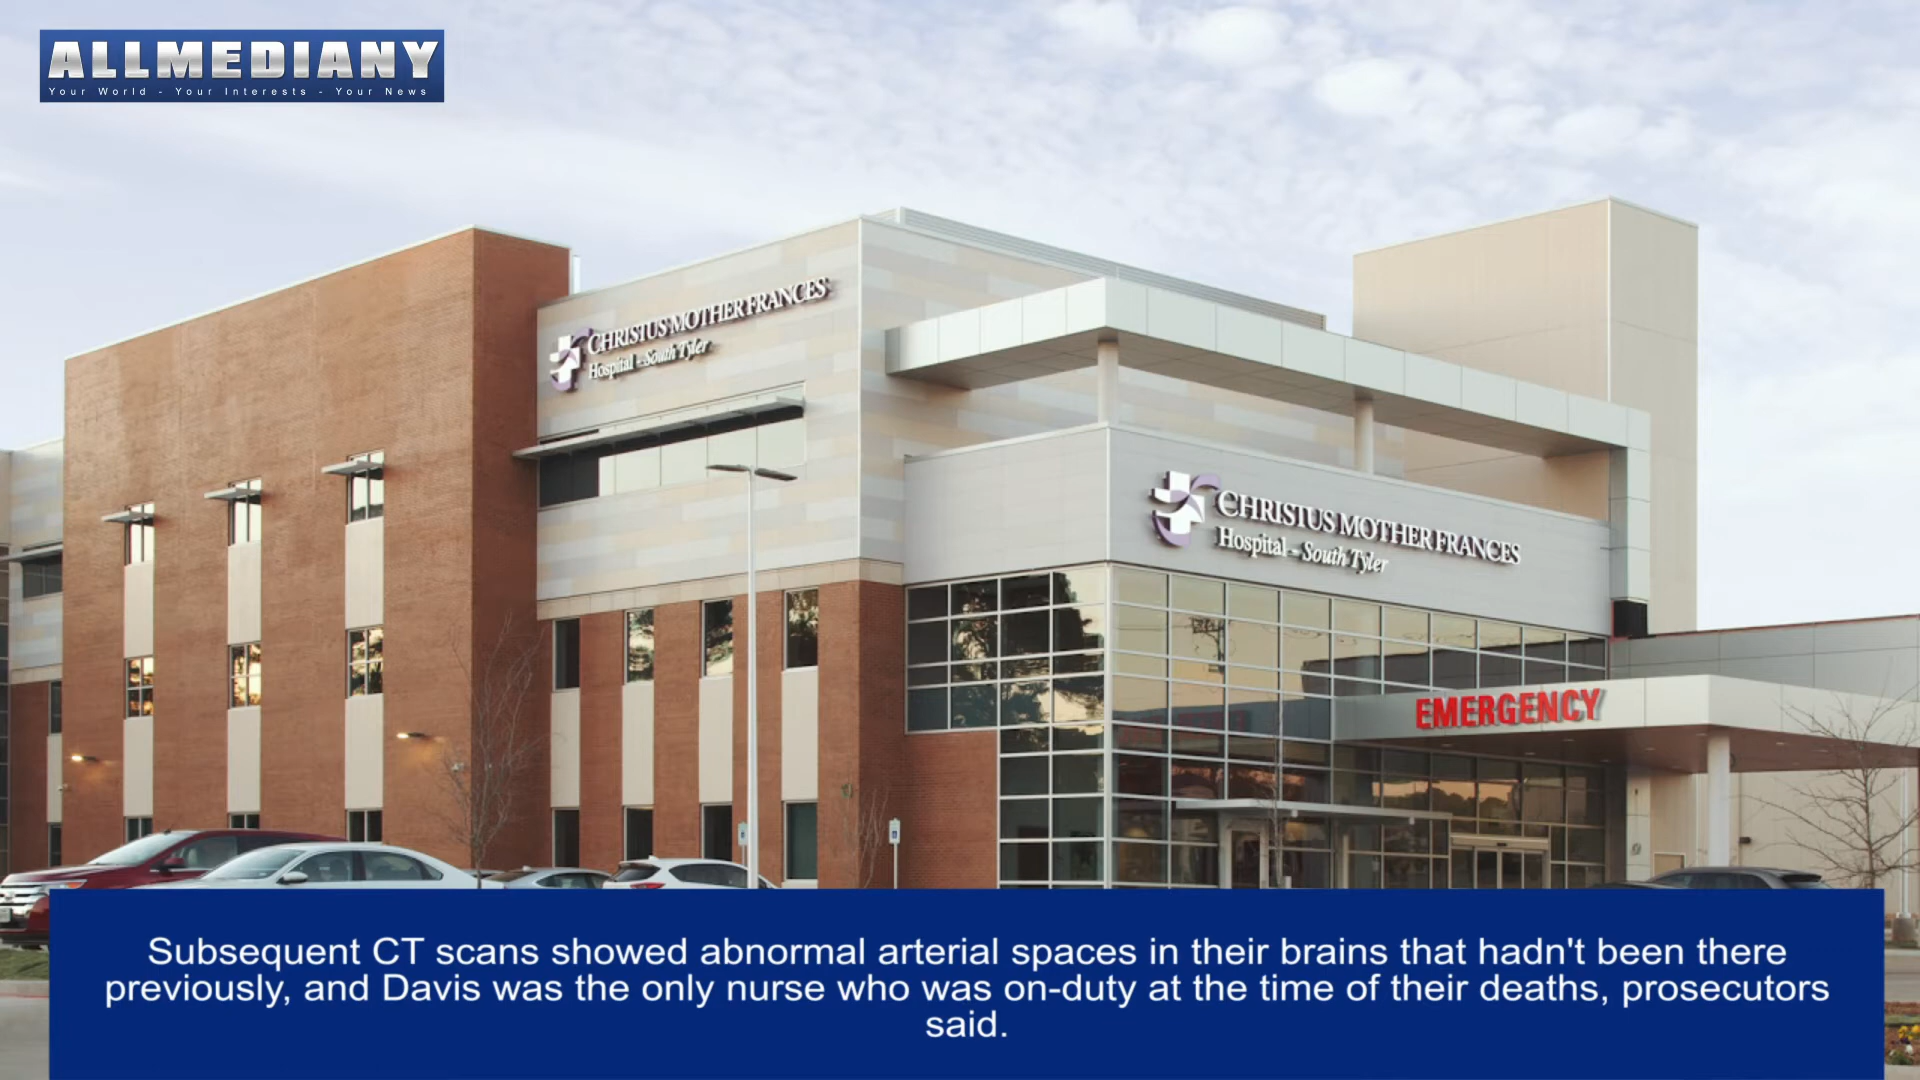 ALLMEDIANY
Your World - Your Interests - Your News
CHRISTUS MOTHER FRANCES
Hospital - South Tyler
CHRISTUS MOTHER FRANCES
Hospital - South Tyler
EMERGENCY
Subsequent CT scans showed abnormal arterial spaces in their brains that hadn't been there
previously, and Davis was the only nurse who was on-duty at the time of their deaths, prosecutors
said.